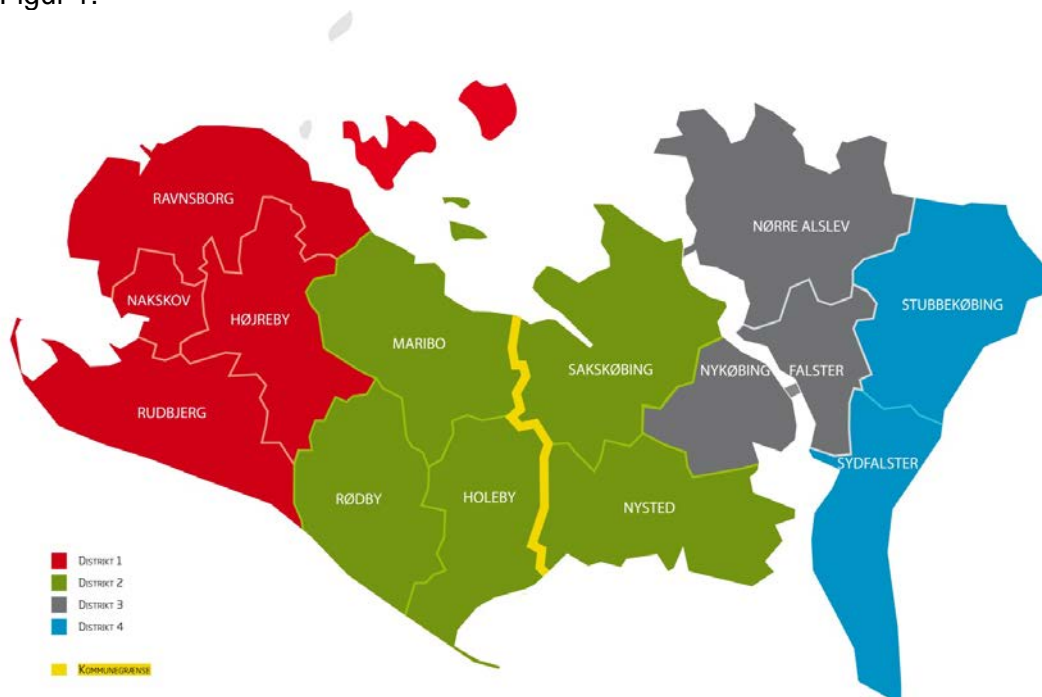 Figur 1.
RAVNSBORG
NAKSKOV
HØJREBY
RUDBJERG
MARIBO
RØDBY
HOLEBY
SAKSKØBING
NYSTED
NYKØBING FALSTER
NØRRE ALSLEV
STUBBEKØBING
SYDFALSTER
DISTRIKT 1
DISTRIKT 2
DISTRIKT 3
DISTRIKT 4
KOMMUNEGRÆNSE